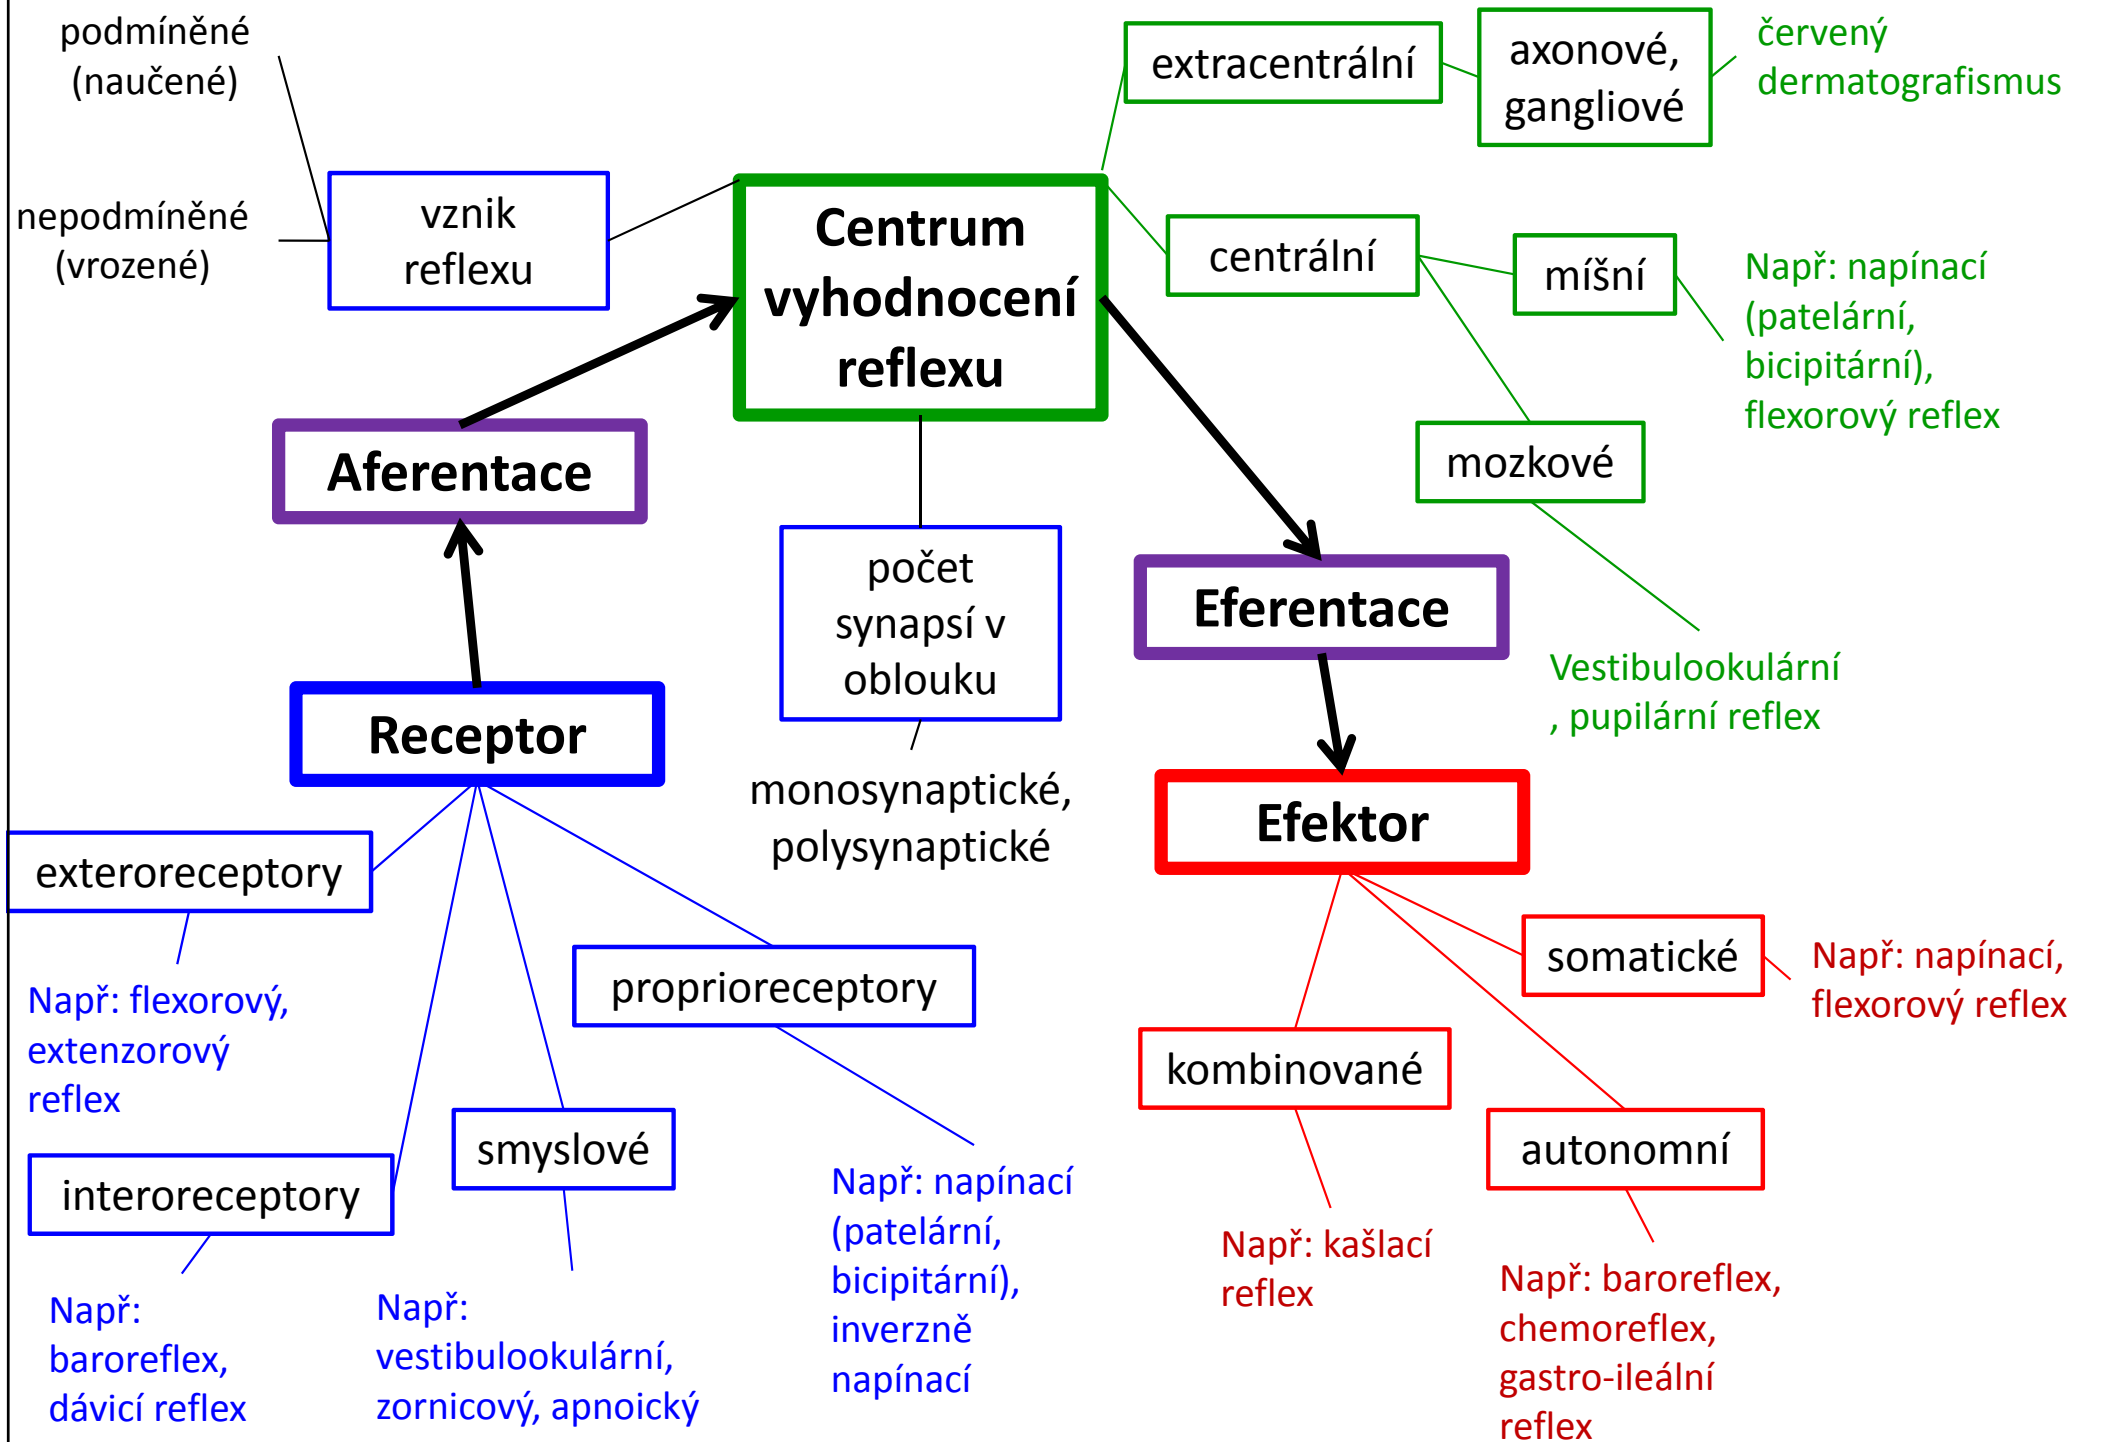 podmíněné
(naučené)
nepodmíněné
(vrozené)
vznik
reflexu
Centrum
vyhodnocení
reflexu
extracentrální
axonové,
gangliové
červený
dermatografismus
centrální
míšní
Např: napínací
(patelární,
bicipitární),
flexorový reflex
mozkové
Vestibulookulární
, pupilární reflex
Aferentace
počet
synapsí v
oblouku
monosynaptické,
polysynaptické
Eferentace
Receptor
Efektor
exteroreceptory
Např: flexorový,
extenzorový
reflex
interoreceptory
Např:
baroreflex,
dávicí reflex
smyslové
Např:
vestibulookulární,
zornicový, apnoický
proprioreceptory
Např: napínací
(patelární,
bicipitární),
inverzně
napínací
somatické
Např: napínací,
flexorový reflex
kombinované
Např: kašlací
reflex
autonomní
Např: baroreflex,
chemoreflex,
gastro-ileální
reflex